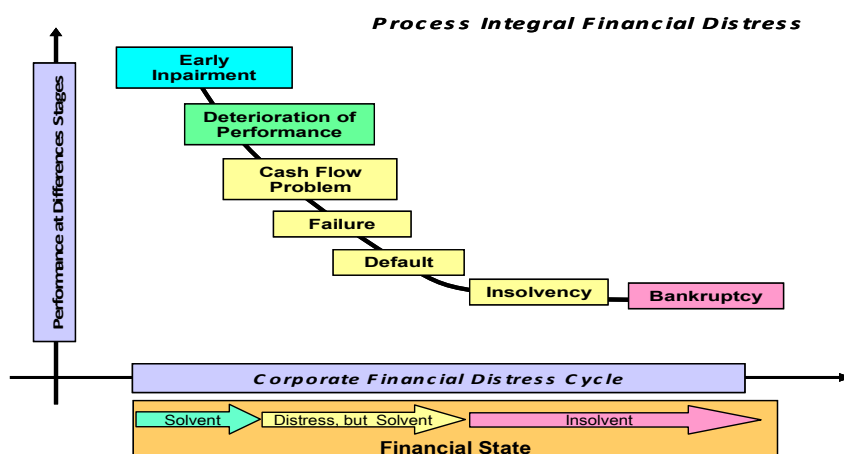 Process Integral Financial Distress
Performance at Differences Stages
Early
Inpairment
Deterioration of
Performance
Cash Flow
Problem
Failure
Default
Insolvency
Bankruptcy
Corporate Financial Distress Cycle
Solvent
Distress, but Solvent
Insolvent
Financial State